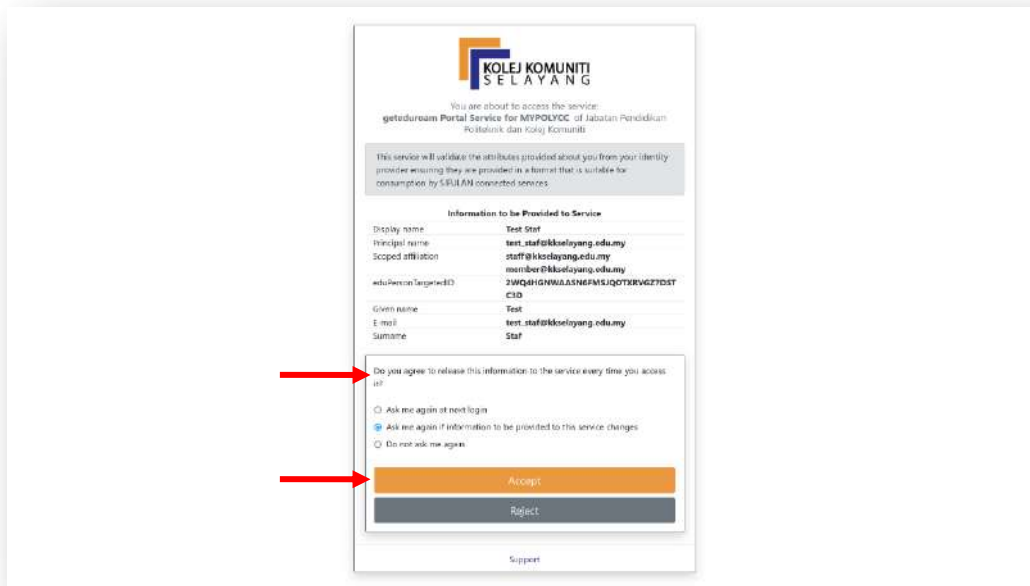 KOLEJ KOMUNITI
SELAYANG
You are about to access the service:
geteduroam Portal Service for MYPOLYCC of Jabatan Pendidikan
Politeknik dan Kolej Komuniti
This service will validate the attributes provided about you from your identity
provider ensuring they are provided in a format that is suitable for
consumption by SIFULAN connected services.
Information to be Provided to Service
Display name Test Staf
Principal name test_staf@kkselayang.edu.my
Scoped affiliation staff@kkselayang.edu.my
member@kkselayang.edu.my
eduPersonTargetedID
C3D
Given name Test
E-mail test_staf@kkselayang.edu.my
Surname Staf
Do you agree to release this information to the service every time you access
it?
Ask me again at next login
Ask me again if information to be provided to this service changes
Do not ask me again
Accept
Reject
Support